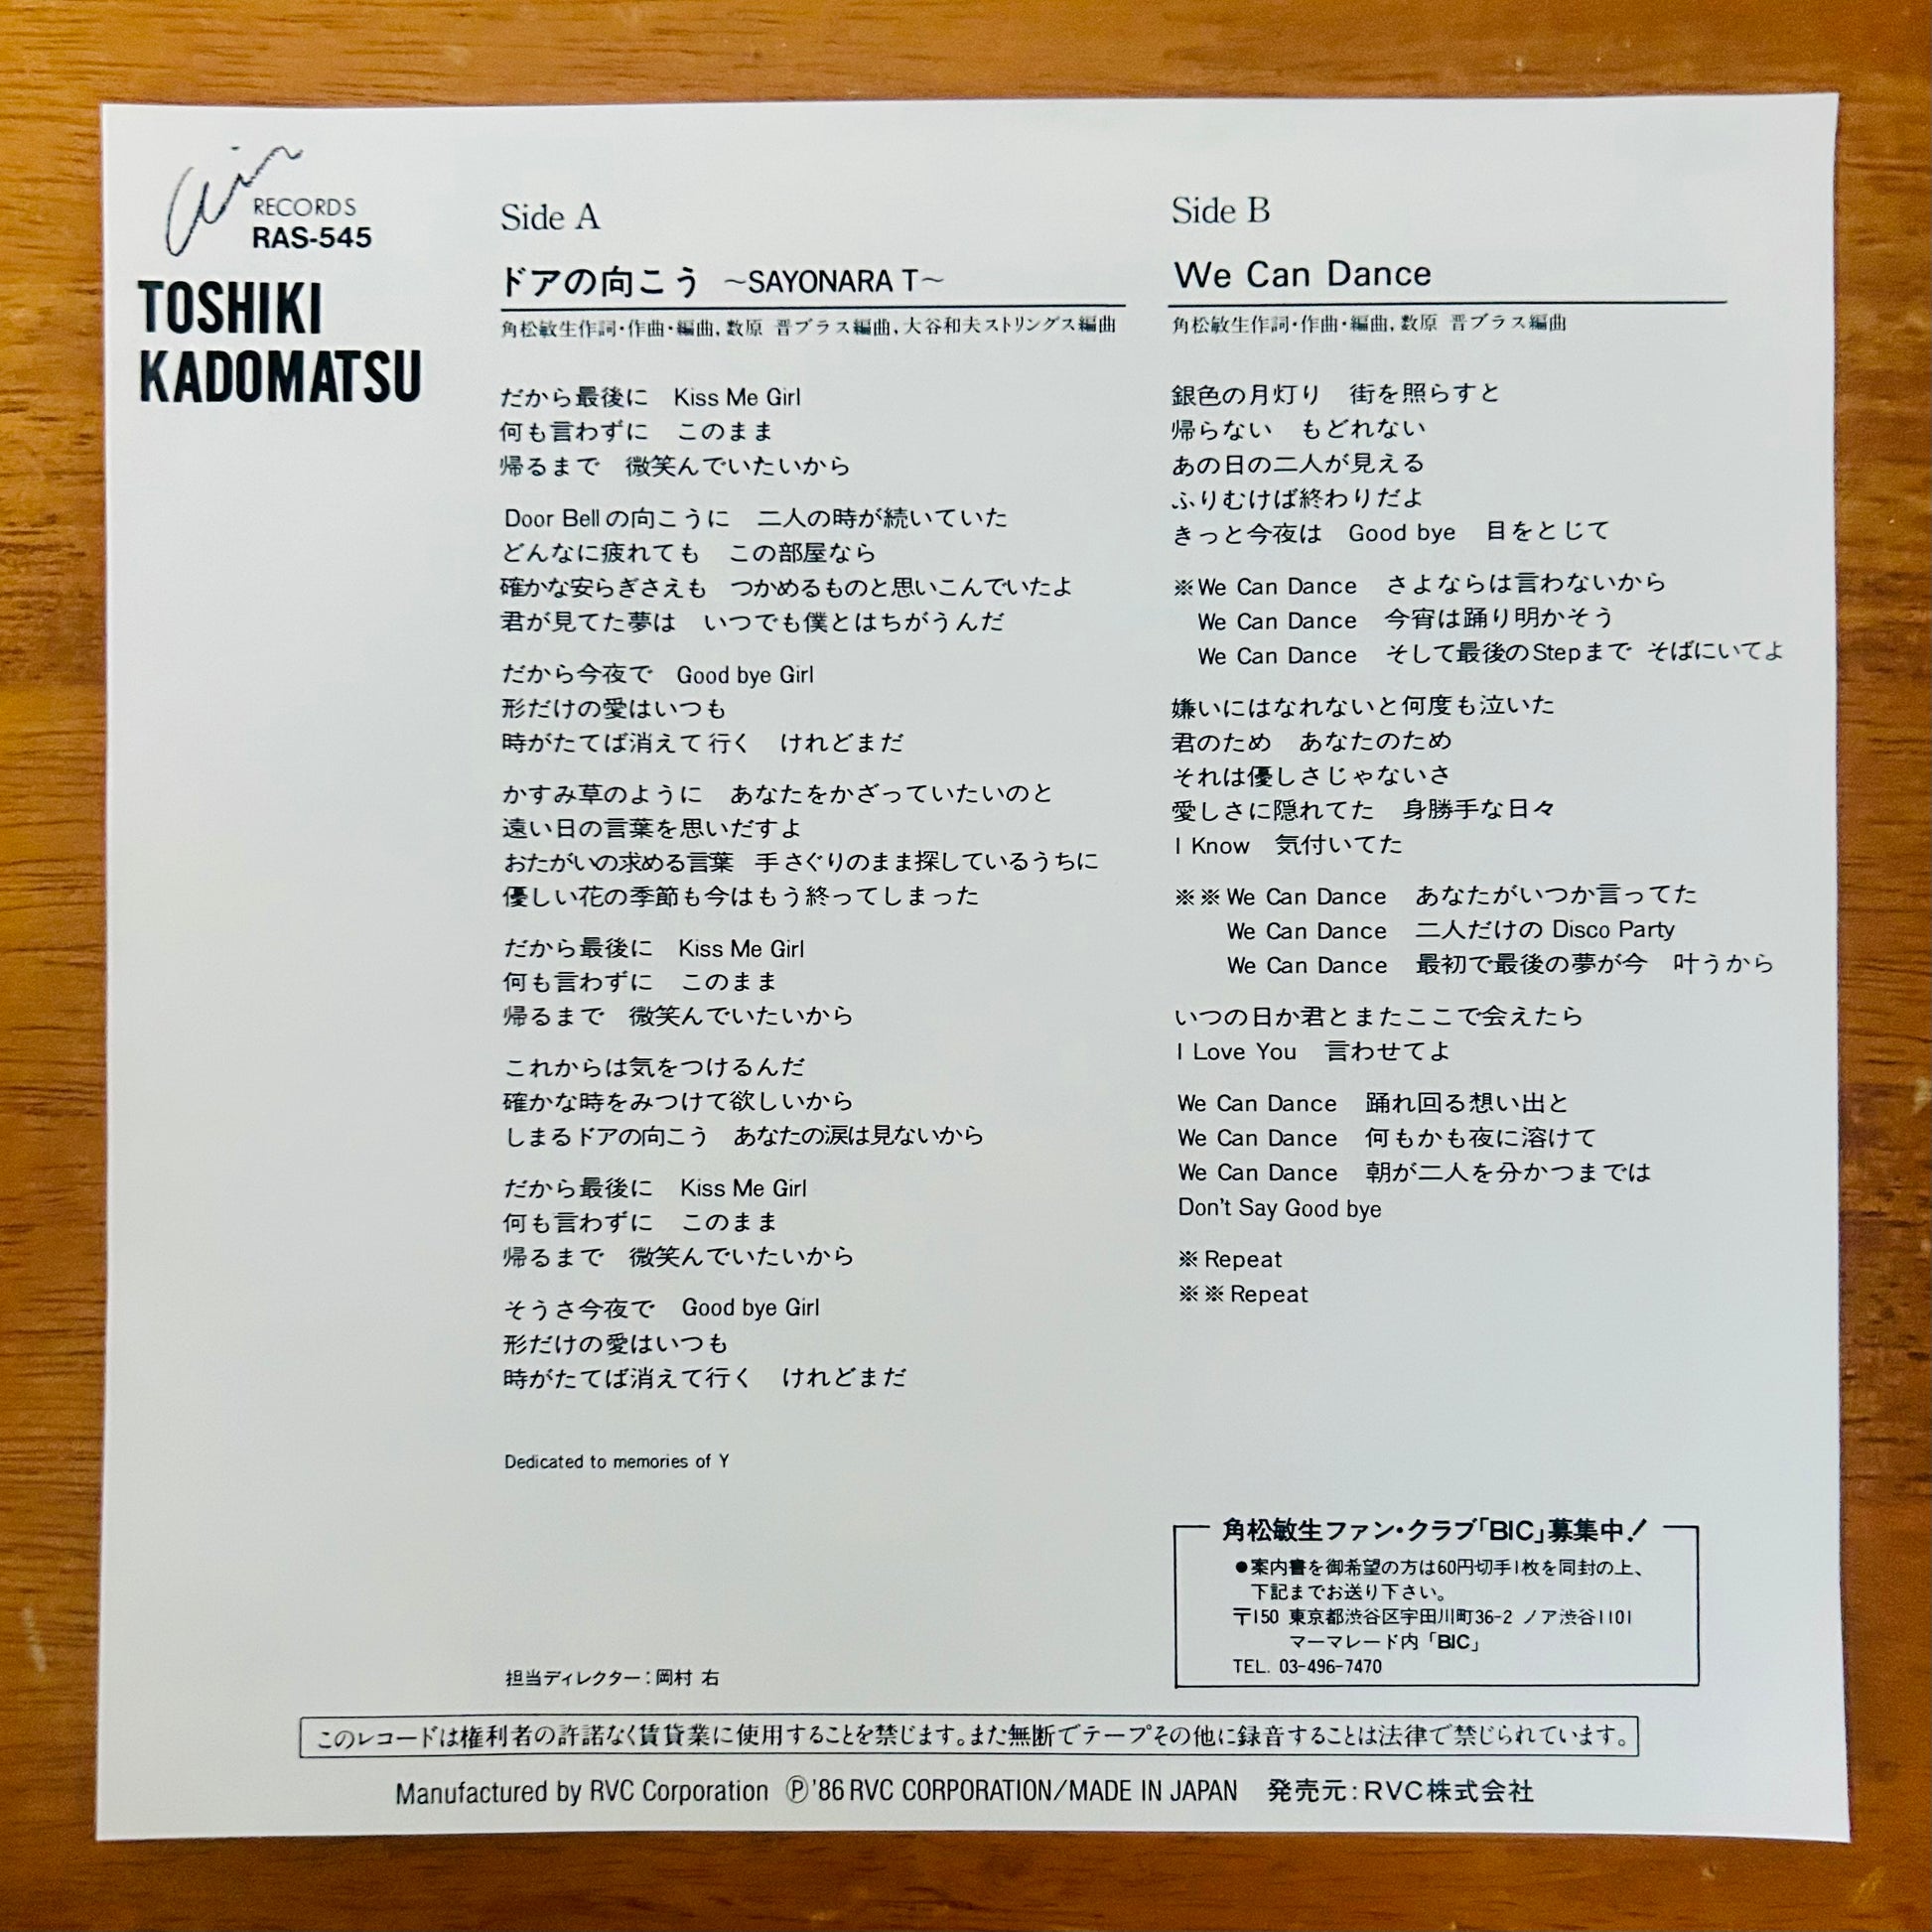 air
RECORDS
RAS-545
TOSHIKI
KADOMATSU
Side A
ドアの向こう ～SAYONARA T～
角松敏生作詞・作曲・編曲，数原 晋ブラス編曲，大谷和夫ストリングス編曲
だから最後に　Kiss Me Girl
何も言わずに　このまま
帰るまで　微笑んでいたいから
Door Bellの向こうに　二人の時が続いていた
どんなに疲れても　この部屋なら
確かな安らぎさえも　つかめるものと思いこんでいたよ
君が見てた夢は　いつでも僕とはちがうんだ
だから今夜で　Good bye Girl
形だけの愛はいつも
時がたてば消えて行く　けれどまだ
かすみ草のように　あなたをかざっていたいのと
遠い日の言葉を思いだすよ
おたがいの求める言葉　手さぐりのまま探しているうちに
優しい花の季節も今はもう終ってしまった
だから最後に　Kiss Me Girl
何も言わずに　このまま
帰るまで　微笑んでいたいから
これからは気をつけるんだ
確かな時をみつけて欲しいから
しまるドアの向こう　あなたの涙は見ないから
だから最後に　Kiss Me Girl
何も言わずに　このまま
帰るまで　微笑んでいたいから
そうさ今夜で　Good bye Girl
形だけの愛はいつも
時がたてば消えて行く　けれどまだ
Dedicated to memories of Y
担当ディレクター：岡村 右
Side B
We Can Dance
角松敏生作詞・作曲・編曲，数原 晋ブラス編曲
銀色の月灯り　街を照らすと
帰らない　もどれない
あの日の二人が見える
ふりむけば終わりだよ
きっと今夜は　Good bye　目をとじて
※We Can Dance　さよならは言わないから
We Can Dance　今宵は踊り明かそう
We Can Dance　そして最後のStepまで そばにいてよ
嫌いにはなれないと何度も泣いた
君のため　あなたのため
それは優しさじゃないさ
愛しさに隠れてた　身勝手な日々
I Know　気付いてた
※※We Can Dance　あなたがいつか言ってた
We Can Dance　二人だけの Disco Party
We Can Dance　最初で最後の夢が今　叶うから
いつの日か君とまたここで会えたら
I Love You　言わせてよ
We Can Dance　踊れ回る想い出と
We Can Dance　何もかも夜に溶けて
We Can Dance　朝が二人を分かつまでは
Don't Say Good bye
※Repeat
※※Repeat
角松敏生ファン・クラブ「BIC」募集中！
●案内書を御希望の方は60円切手1枚を同封の上、
下記までお送り下さい。
〒150 東京都渋谷区宇田川町36-2 ノア渋谷1101
マーマレード内「BIC」
TEL. 03-496-7470
このレコードは権利者の許諾なく賃貸業に使用することを禁じます。また無断でテープその他に録音することは法律で禁じられています。
Manufactured by RVC Corporation Ⓟ'86 RVC CORPORATION/MADE IN JAPAN 発売元：RVC株式会社